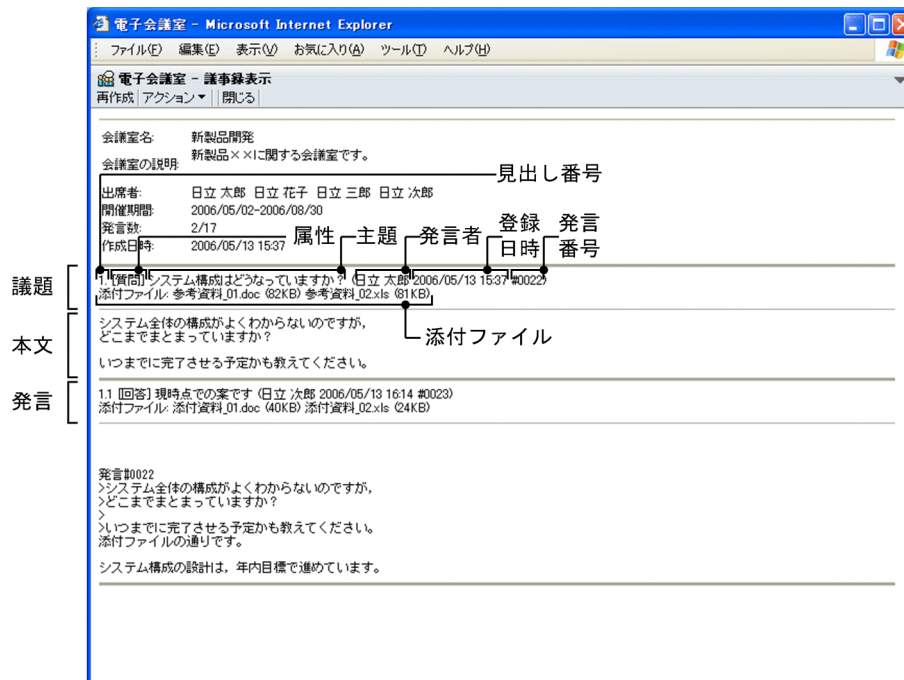 電子会議室 - Microsoft Internet Explorer
ファイル(F) 編集(E) 表示(V) お気に入り(A) ツール(T) ヘルプ(H)
電子会議室 - 議事録表示
再作成 アクション 閉じる
会議室名: 新製品開発
会議室の説明: 新製品××に関する会議室です。
見出し番号
出席者: 日立 太郎 日立 花子 日立 三郎 日立 次郎
開催期間: 2006/05/02-2006/08/30
発言数: 2/17
作成日時: 2006/05/13 15:37
属性 主題 発言者 登録日時 発言番号
議題
1. [質問] システム構成はどうなっていますか? (日立 太郎 2006/05/13 15:37 #0022)
添付ファイル: 参考資料_01.doc (82KB) 参考資料_02.xls (81KB)
添付ファイル
本文
システム全体の構成がよくわからないのですが，
どこまでまとまっていますか?
いつまでに完了させる予定かも教えてください。
発言
1.1 [回答] 現時点での案です (日立 次郎 2006/05/13 16:14 #0023)
添付ファイル: 添付資料_01.doc (40KB) 添付資料_02.xls (24KB)
発言#0022
>システム全体の構成がよくわからないのですが，
>どこまでまとまっていますか?
>
>いつまでに完了させる予定かも教えてください。
添付ファイルの通りです。
システム構成の設計は，年内目標で進めています。